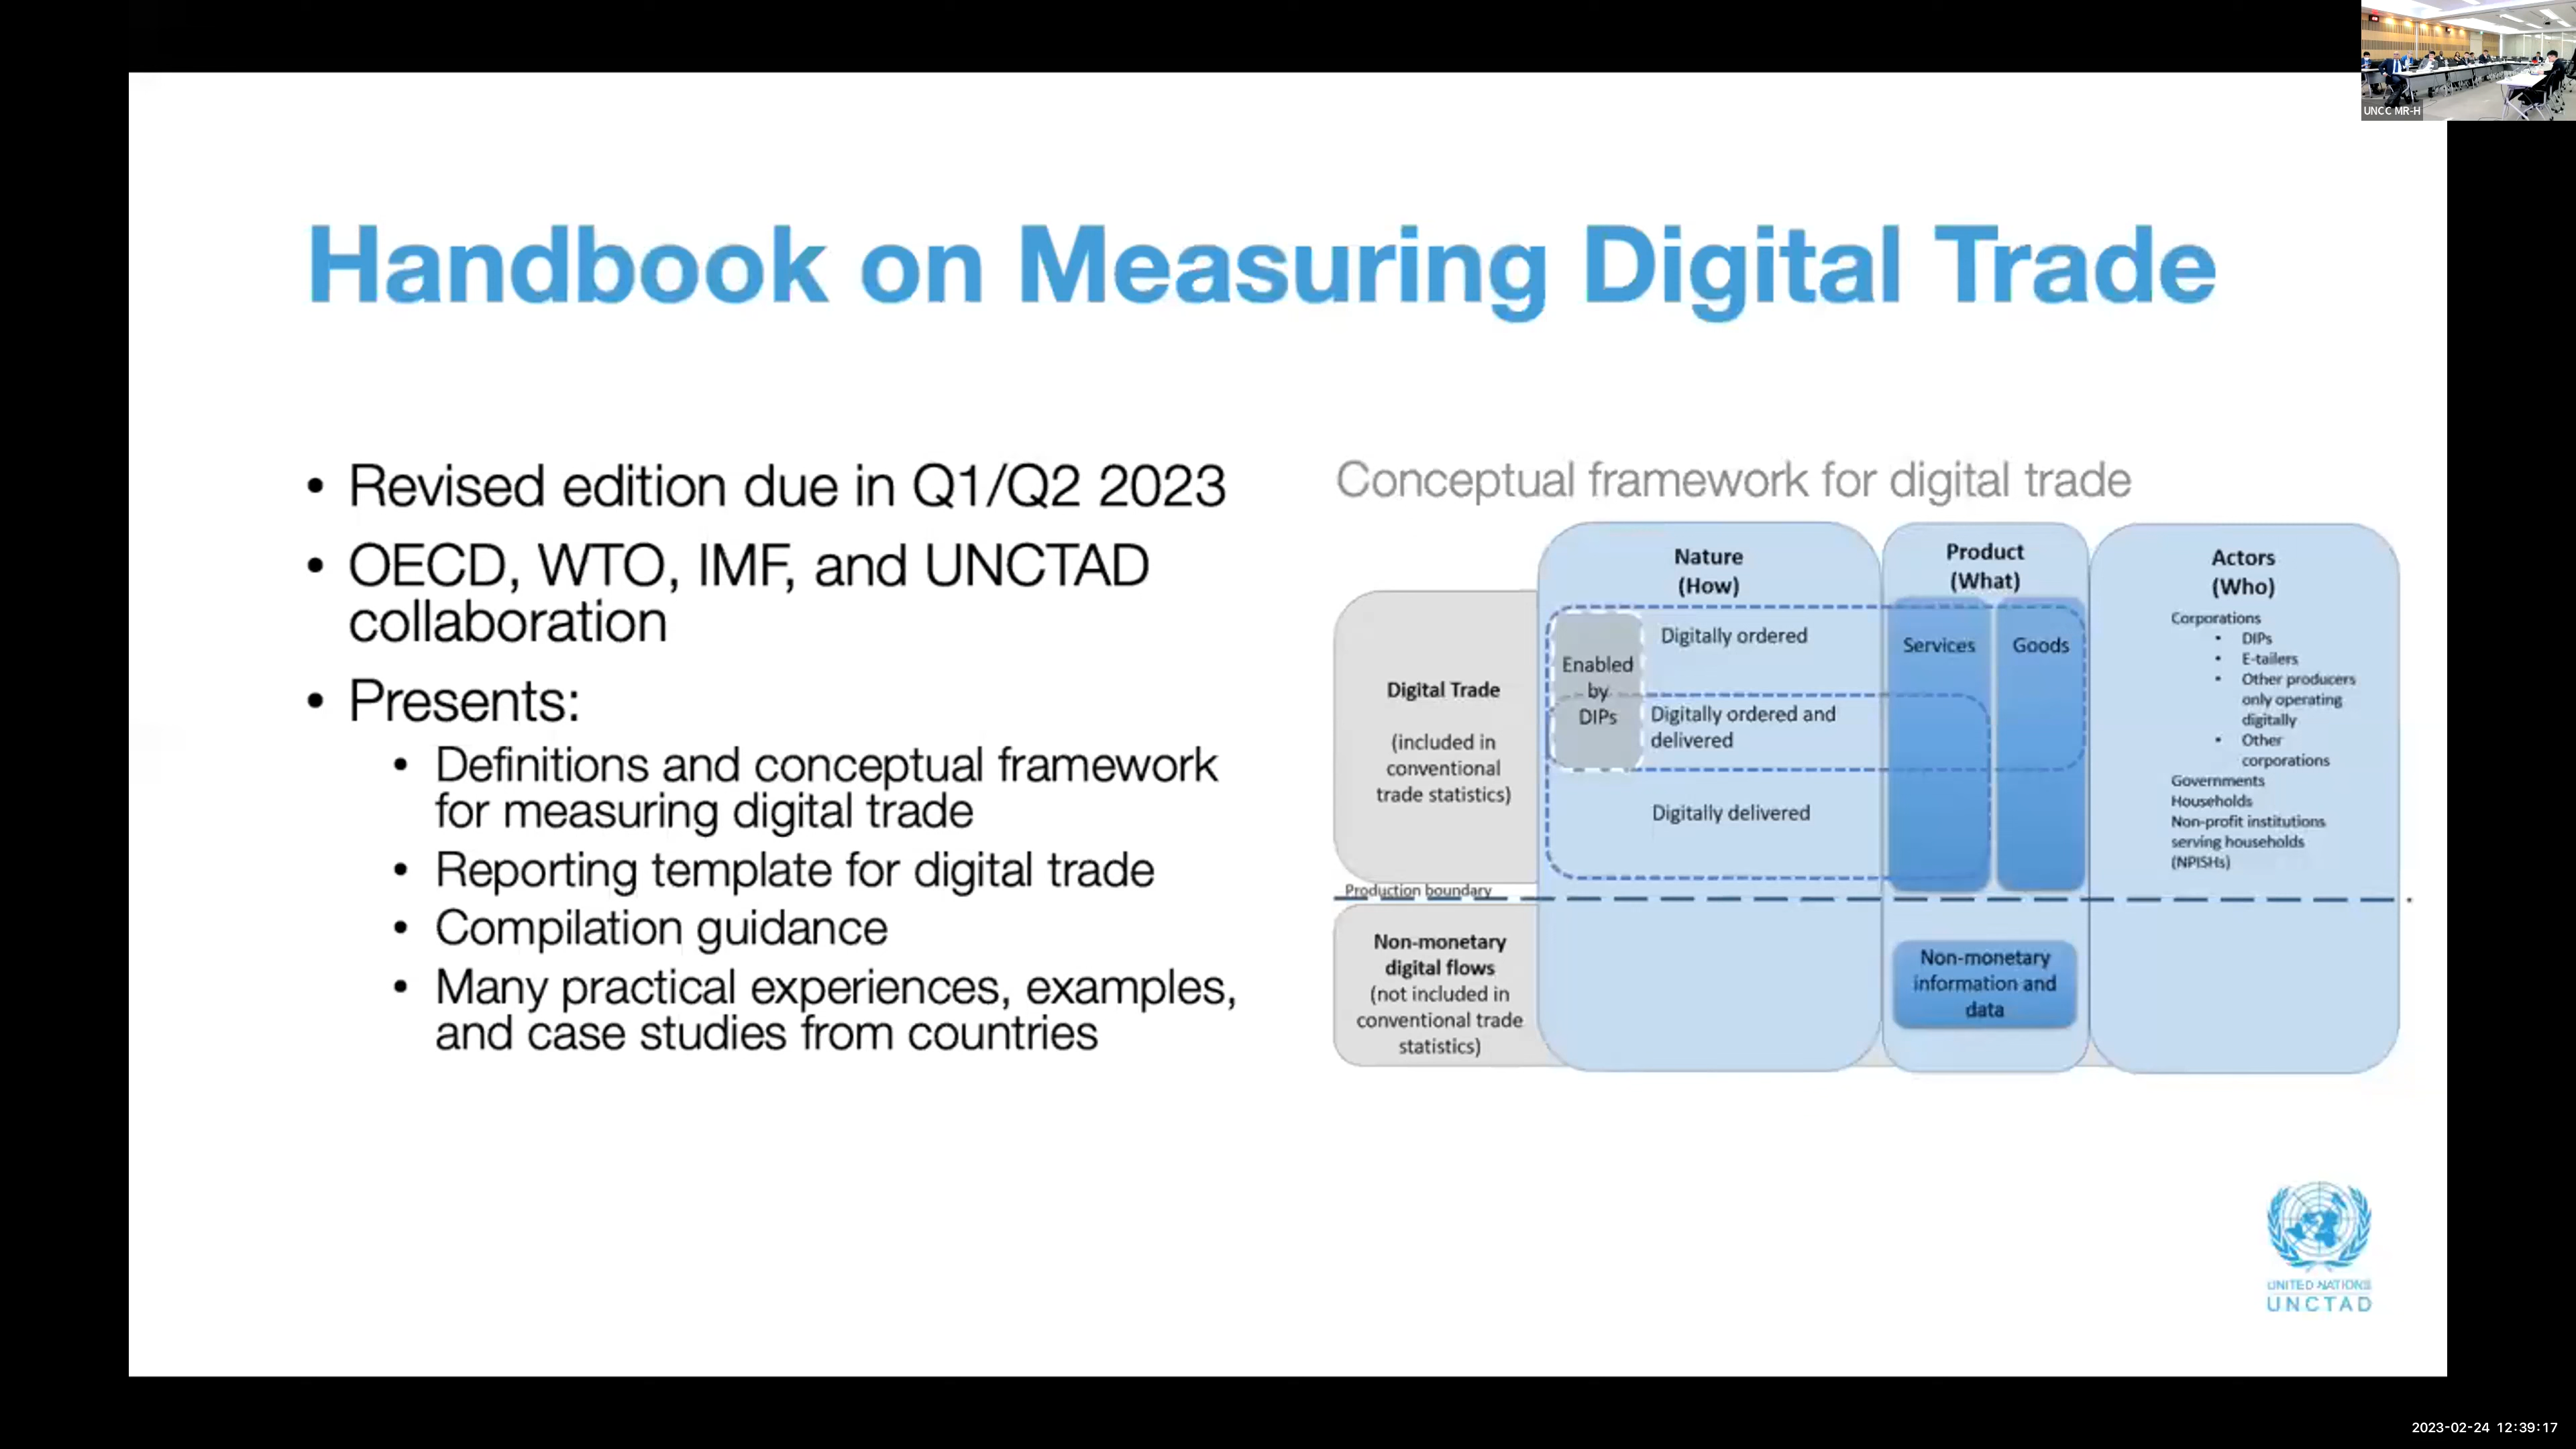 UNCC MR-H
Handbook on Measuring Digital Trade
• Revised edition due in Q1/Q2 2023
• OECD, WTO, IMF, and UNCTAD
collaboration
• Presents:
• Definitions and conceptual framework
for measuring digital trade
• Reporting template for digital trade
• Compilation guidance
• Many practical experiences, examples,
and case studies from countries
Conceptual framework for digital trade
Nature
(How)
Product
(What)
Actors
(Who)
Digital Trade
(included in
conventional
trade statistics)
Enabled
by
DIPs
Digitally ordered
Digitally ordered and
delivered
Digitally delivered
Services
Goods
Corporations
• DIPs
• E-tailers
• Other producers
only operating
digitally
• Other
corporations
Governments
Households
Non-profit institutions
serving households
(NPISHs)
Production boundary
Non-monetary
digital flows
(not included in
conventional trade
statistics)
Non-monetary
information and
data
UNITED NATIONS
UNCTAD
2023-02-24 12:39:17